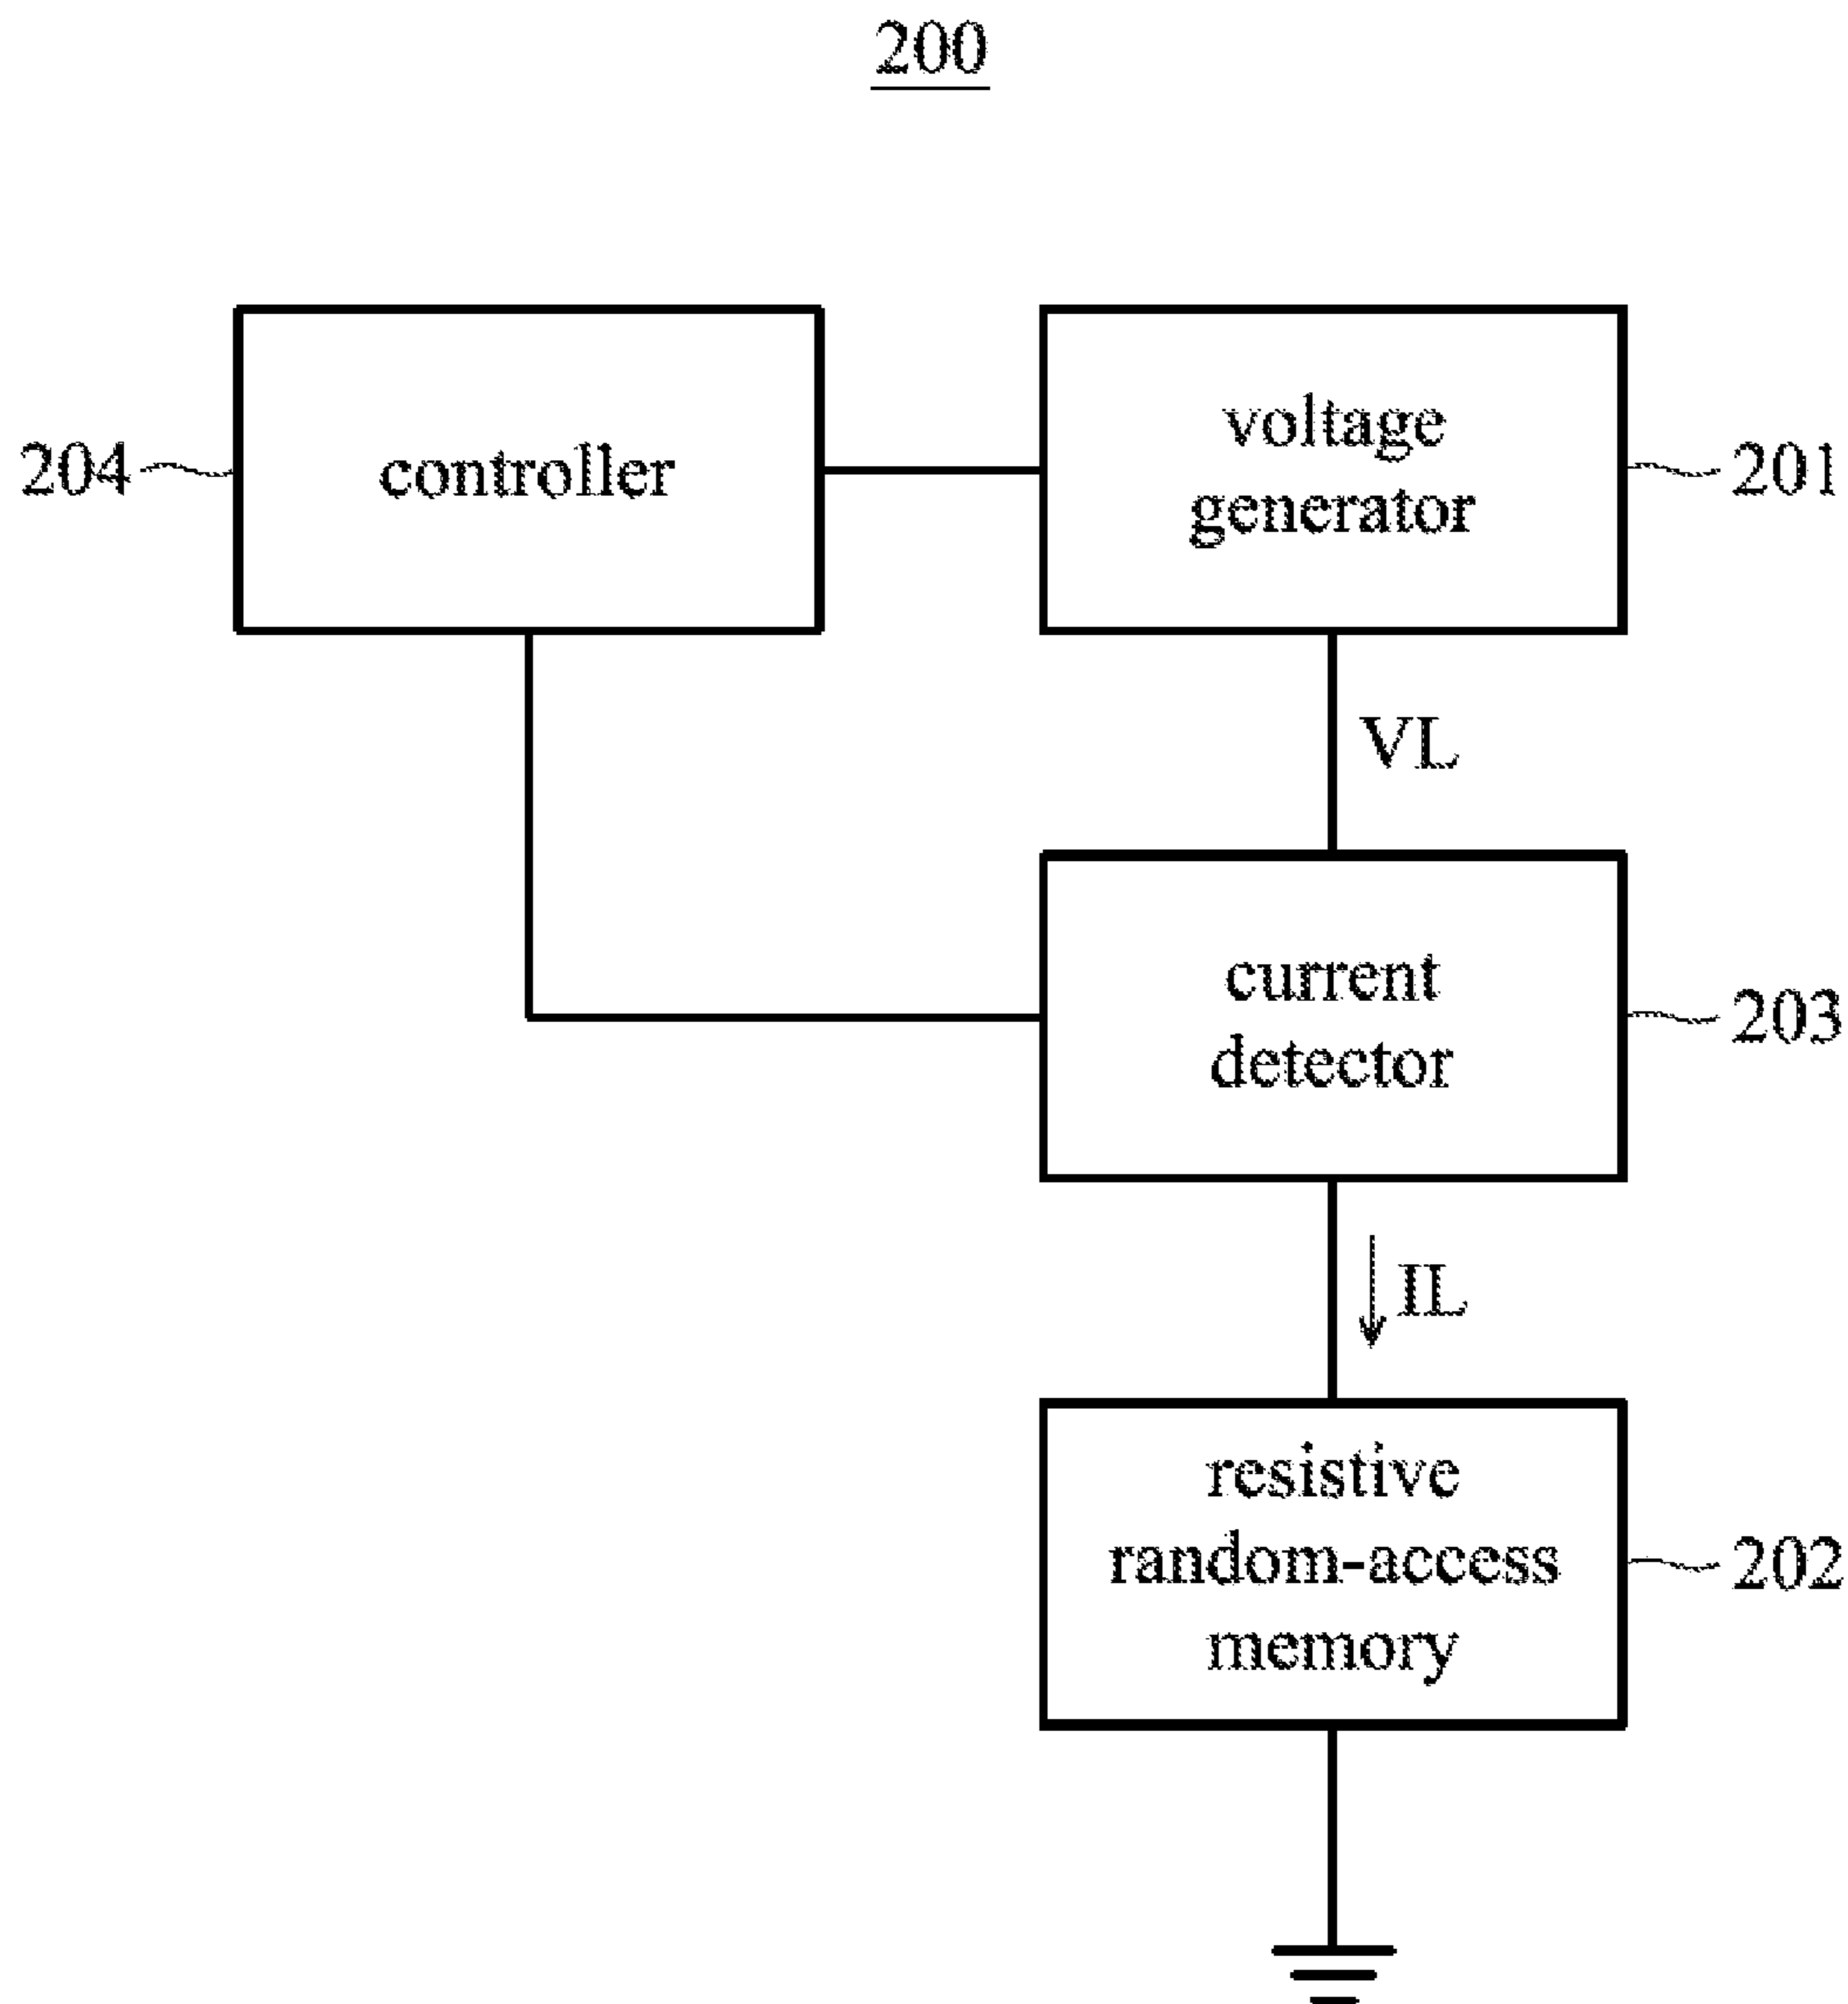 200
204
controller
voltage
generator
201
VL
current
detector
203
IL
resistive
random-access
memory
202